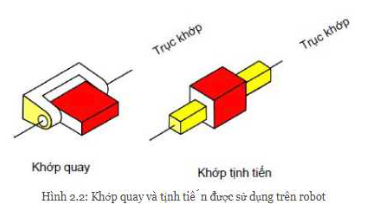 Trục khớp
Trục khớp
Khớp quay
Khớp tịnh tiến
Hình 2.2: Khớp quay và tịnh tiến được sử dụng trên robot